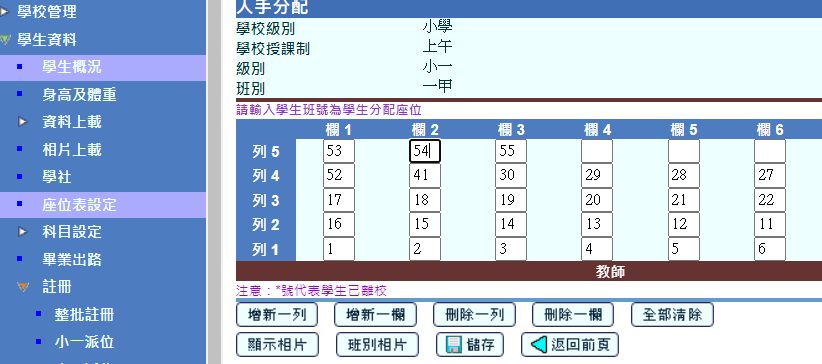 學校管理
學生資料
學生概況
身高及體重
資料上載
相片上載
學社
座位表設定
科目設定
畢業出路
註冊
整批註冊
小一派位
人手分配
學校級別 小學
學校授課制 上午
級別 小一
班別 一甲
請輸入學生班號為學生分配座位
欄 1 欄 2 欄 3 欄 4 欄 5 欄 6
列 5 53 54 55
列 4 52 41 30 29 28 27
列 3 17 18 19 20 21 22
列 2 16 15 14 13 12 11
列 1 1 2 3 4 5 6
教師
注意：*號代表學生已離校
增新一列 增新一欄 刪除一列 刪除一欄 全部清除
顯示相片 班別相片 儲存 返回前頁